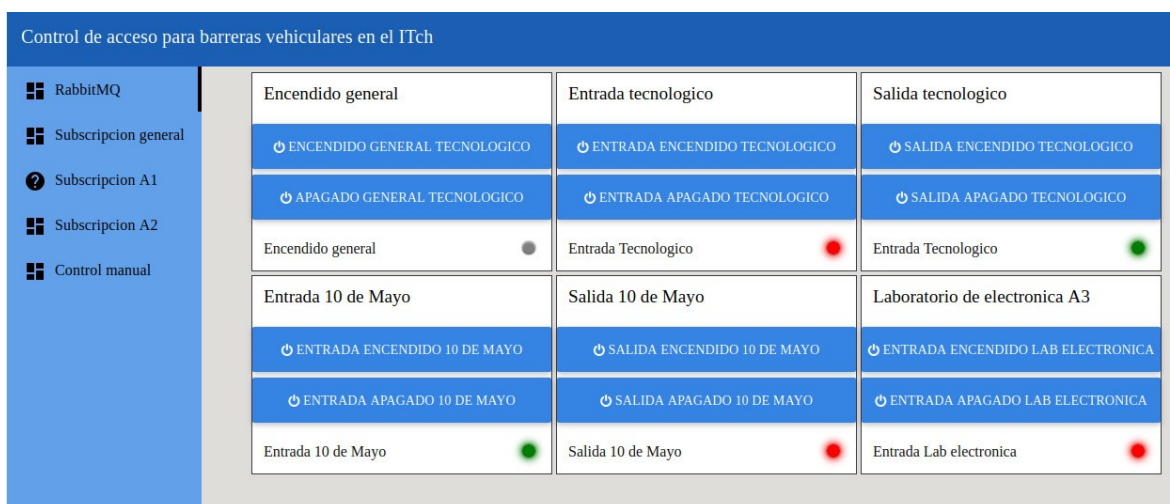 Control de acceso para barreras vehiculares en el ITch
RabbitMQ
Subscripcion general
Subscripcion A1
Subscripcion A2
Control manual
Encendido general
ENCENDIDO GENERAL TECNOLOGICO
APAGADO GENERAL TECNOLOGICO
Encendido general
Entrada tecnologico
ENTRADA ENCENDIDO TECNOLOGICO
ENTRADA APAGADO TECNOLOGICO
Entrada Tecnologico
Salida tecnologico
SALIDA ENCENDIDO TECNOLOGICO
SALIDA APAGADO TECNOLOGICO
Entrada Tecnologico
Entrada 10 de Mayo
ENTRADA ENCENDIDO 10 DE MAYO
ENTRADA APAGADO 10 DE MAYO
Entrada 10 de Mayo
Salida 10 de Mayo
SALIDA ENCENDIDO 10 DE MAYO
SALIDA APAGADO 10 DE MAYO
Salida 10 de Mayo
Laboratorio de electronica A3
ENTRADA ENCENDIDO LAB ELECTRONICA
ENTRADA APAGADO LAB ELECTRONICA
Entrada Lab electronica